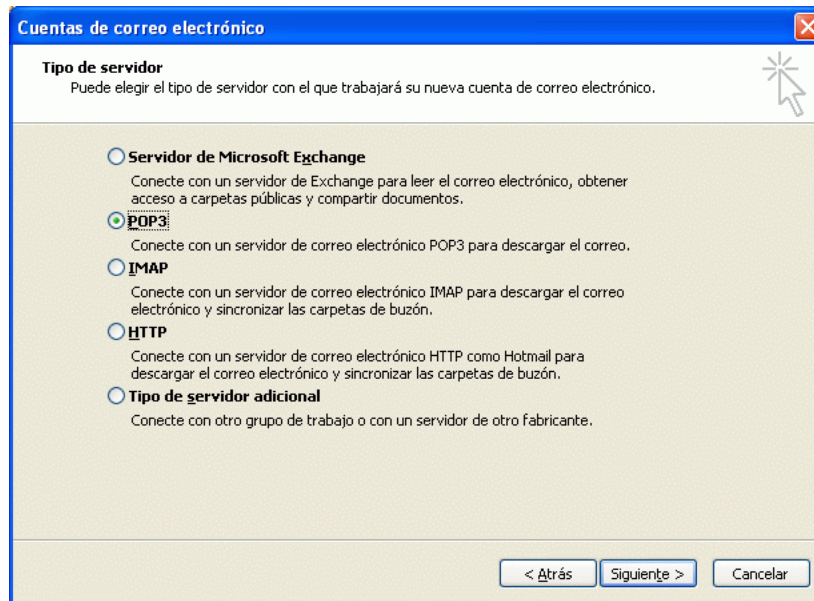 Cuentas de correo electrónico
Tipo de servidor
Puede elegir el tipo de servidor con el que trabajará su nueva cuenta de correo electrónico.
Servidor de Microsoft Exchange
Conecte con un servidor de Exchange para leer el correo electrónico, obtener
acceso a carpetas públicas y compartir documentos.
POP3
Conecte con un servidor de correo electrónico POP3 para descargar el correo.
IMAP
Conecte con un servidor de correo electrónico IMAP para descargar el correo
electrónico y sincronizar las carpetas de buzón.
HTTP
Conecte con un servidor de correo electrónico HTTP como Hotmail para
descargar el correo electrónico y sincronizar las carpetas de buzón.
Tipo de servidor adicional
Conecte con otro grupo de trabajo o con un servidor de otro fabricante.
< Atrás
Siguiente >
Cancelar